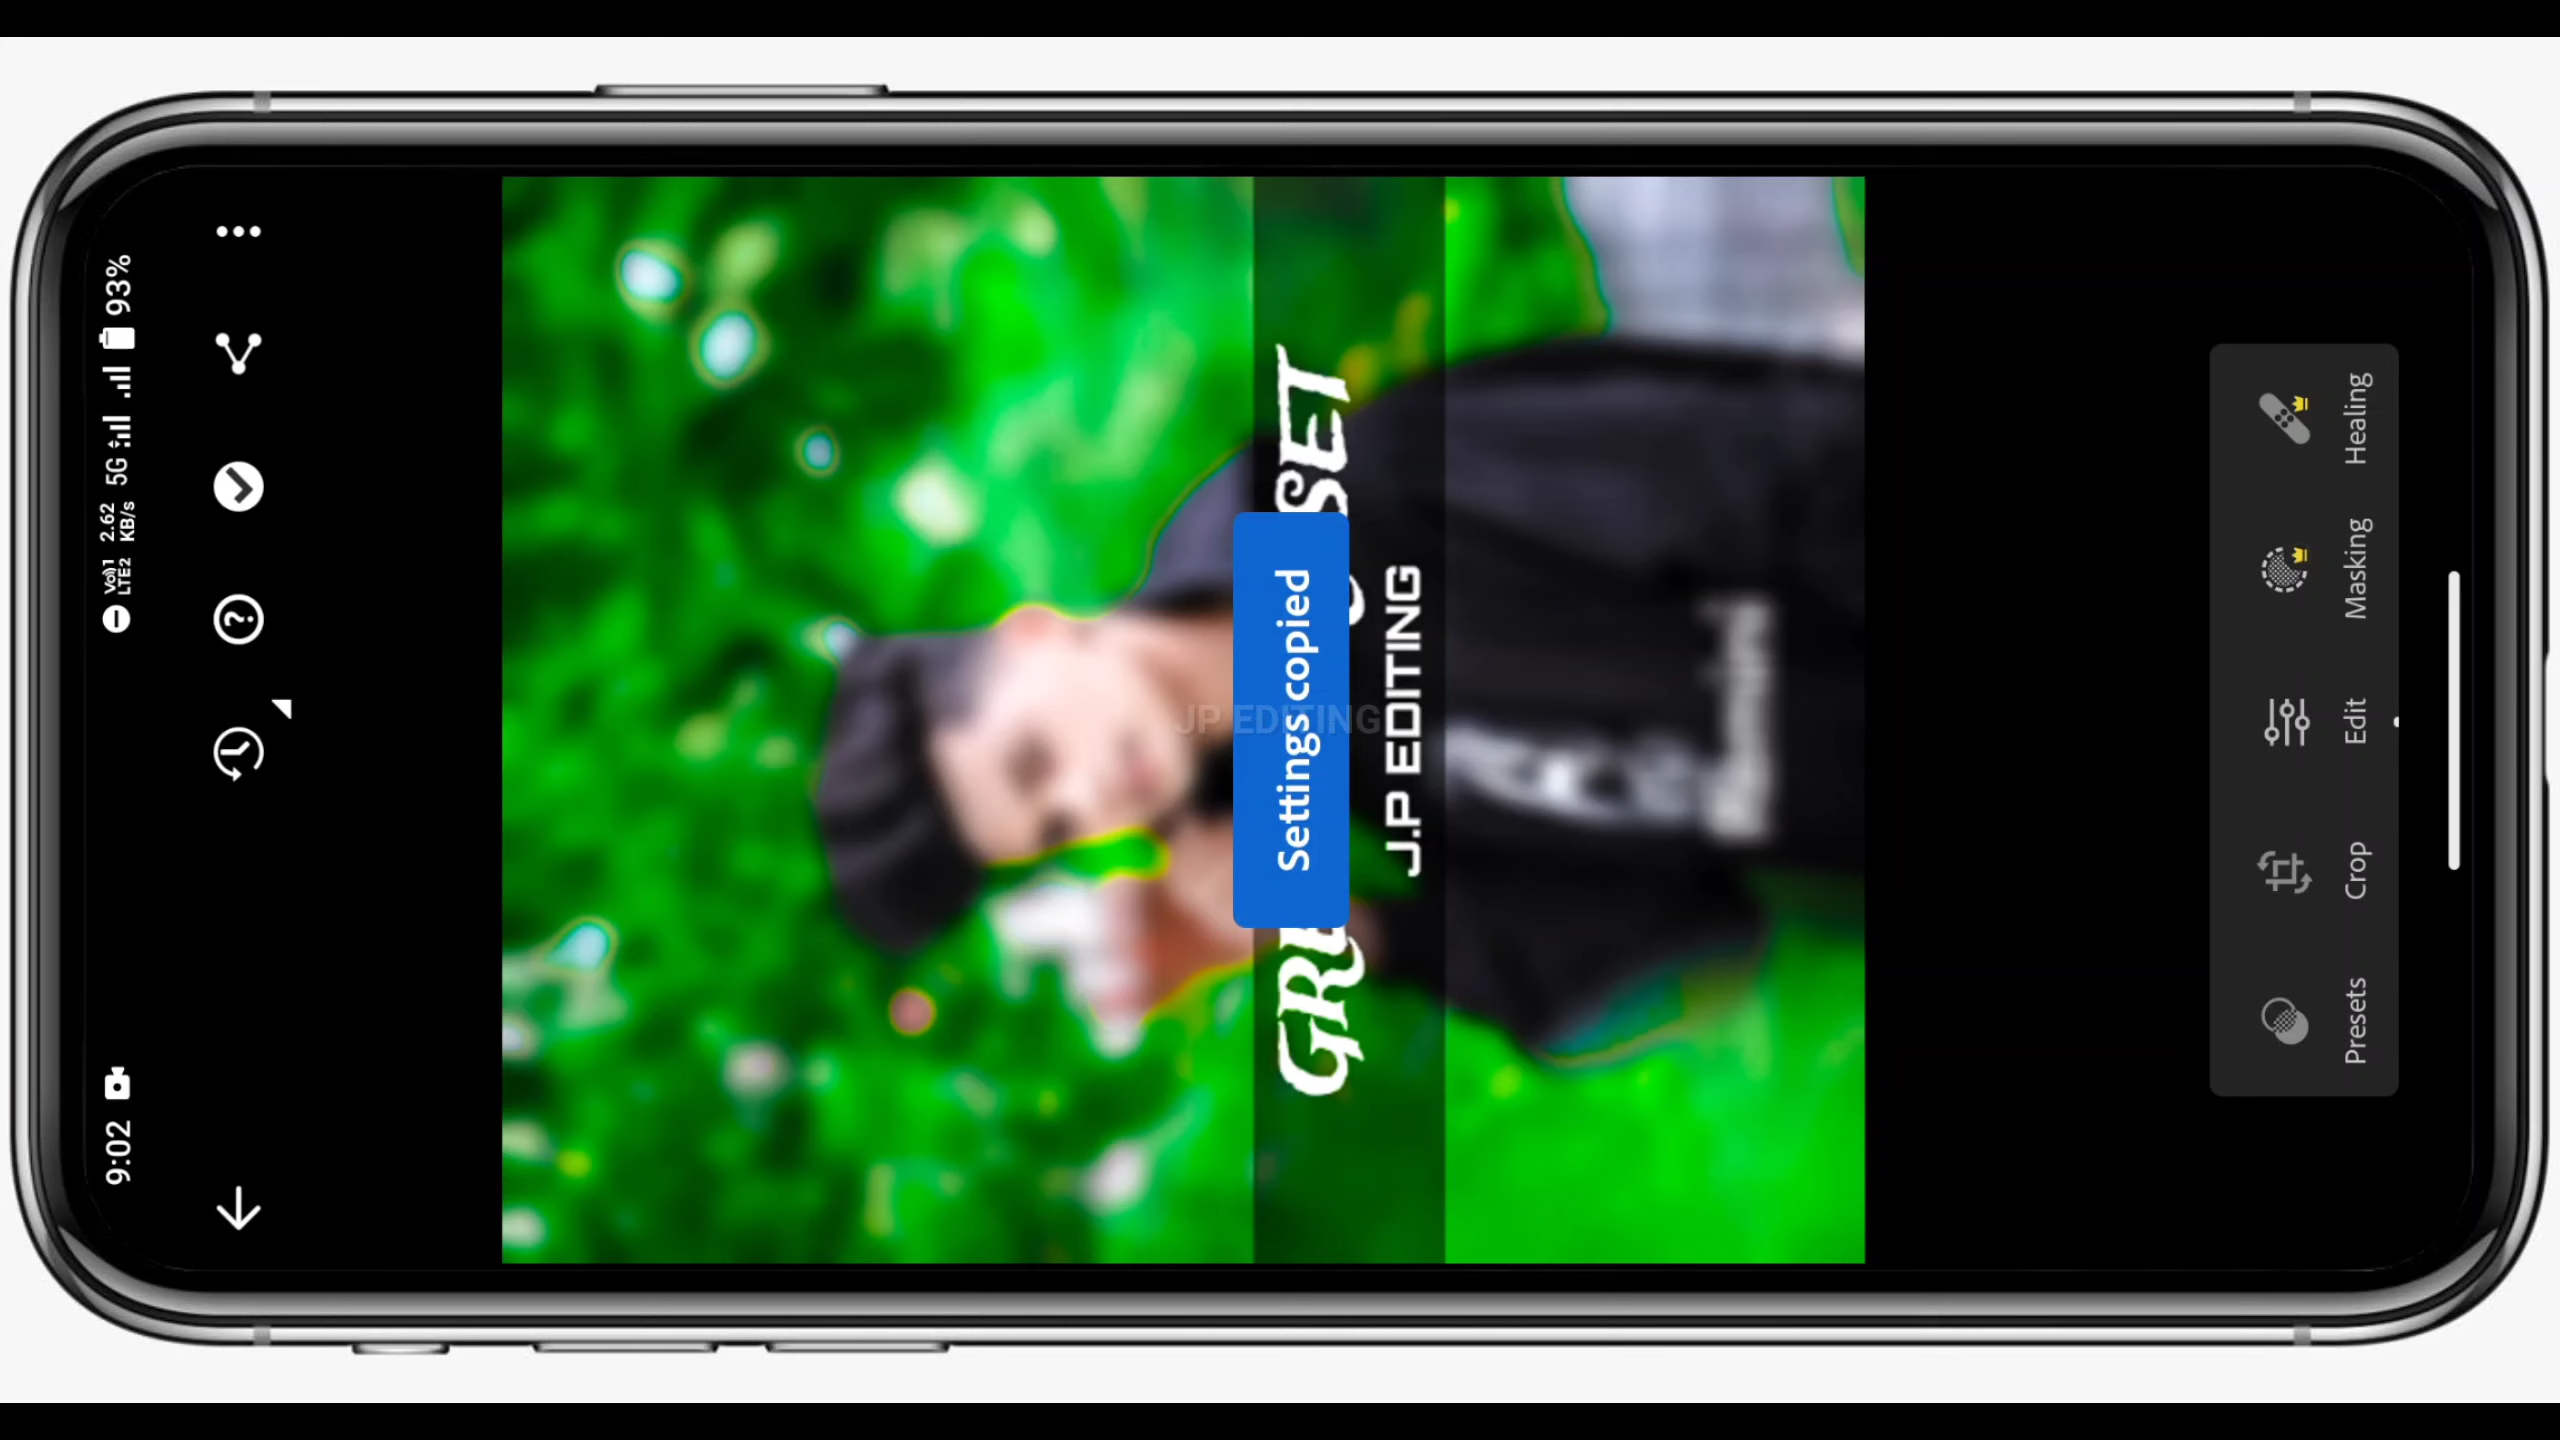 9:02
Vo)) 1
LTE2
2.62
KB/s
5G
93%
SET
Settings copied
J.P EDITING
JP EDITING
Presets
Crop
Edit
Masking
Healing